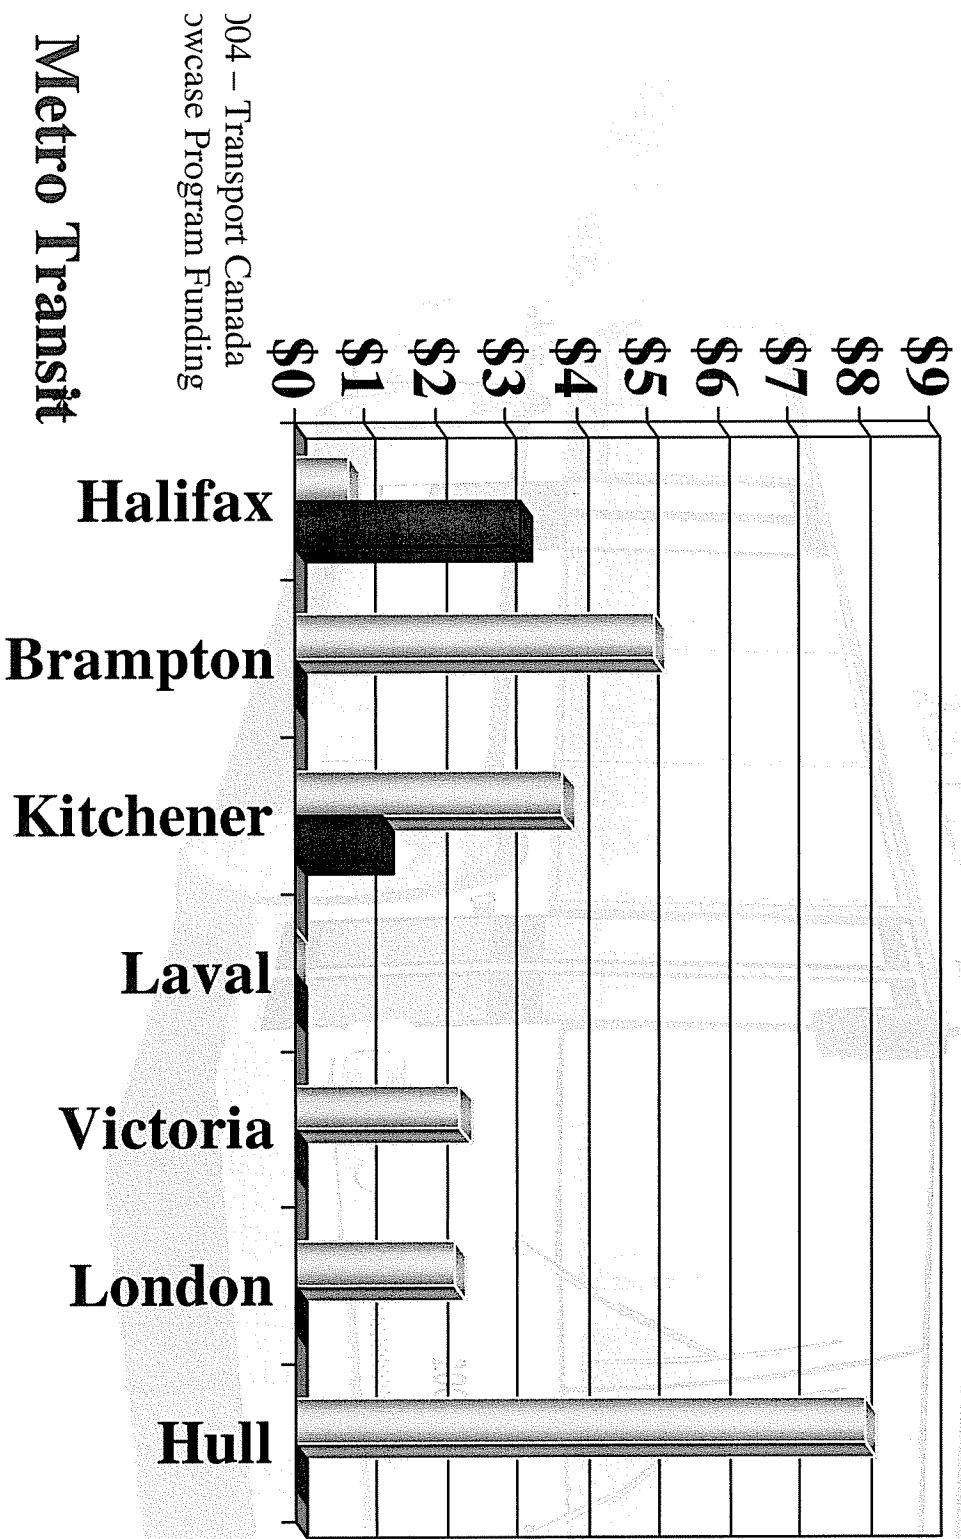 $9
$8
$7
$6
$5
$4
$3
$2
$1
$0
Halifax
Brampton
Kitchener
Laval
Victoria
London
Hull
04 – Transport Canada
owcase Program Funding
Metro Transit